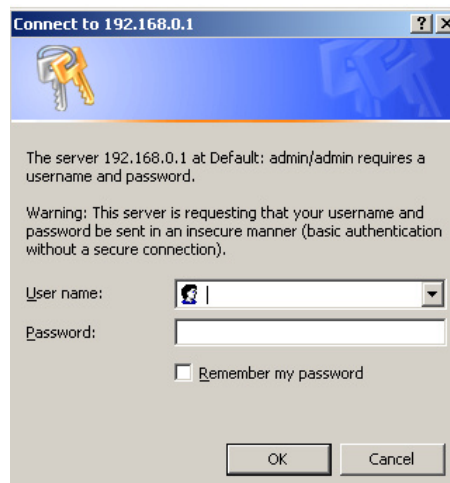 Connect to 192.168.0.1
The server 192.168.0.1 at Default: admin/admin requires a
username and password.
Warning: This server is requesting that your username and
password be sent in an insecure manner (basic authentication
without a secure connection).
User name:
Password:
Remember my password
OK Cancel